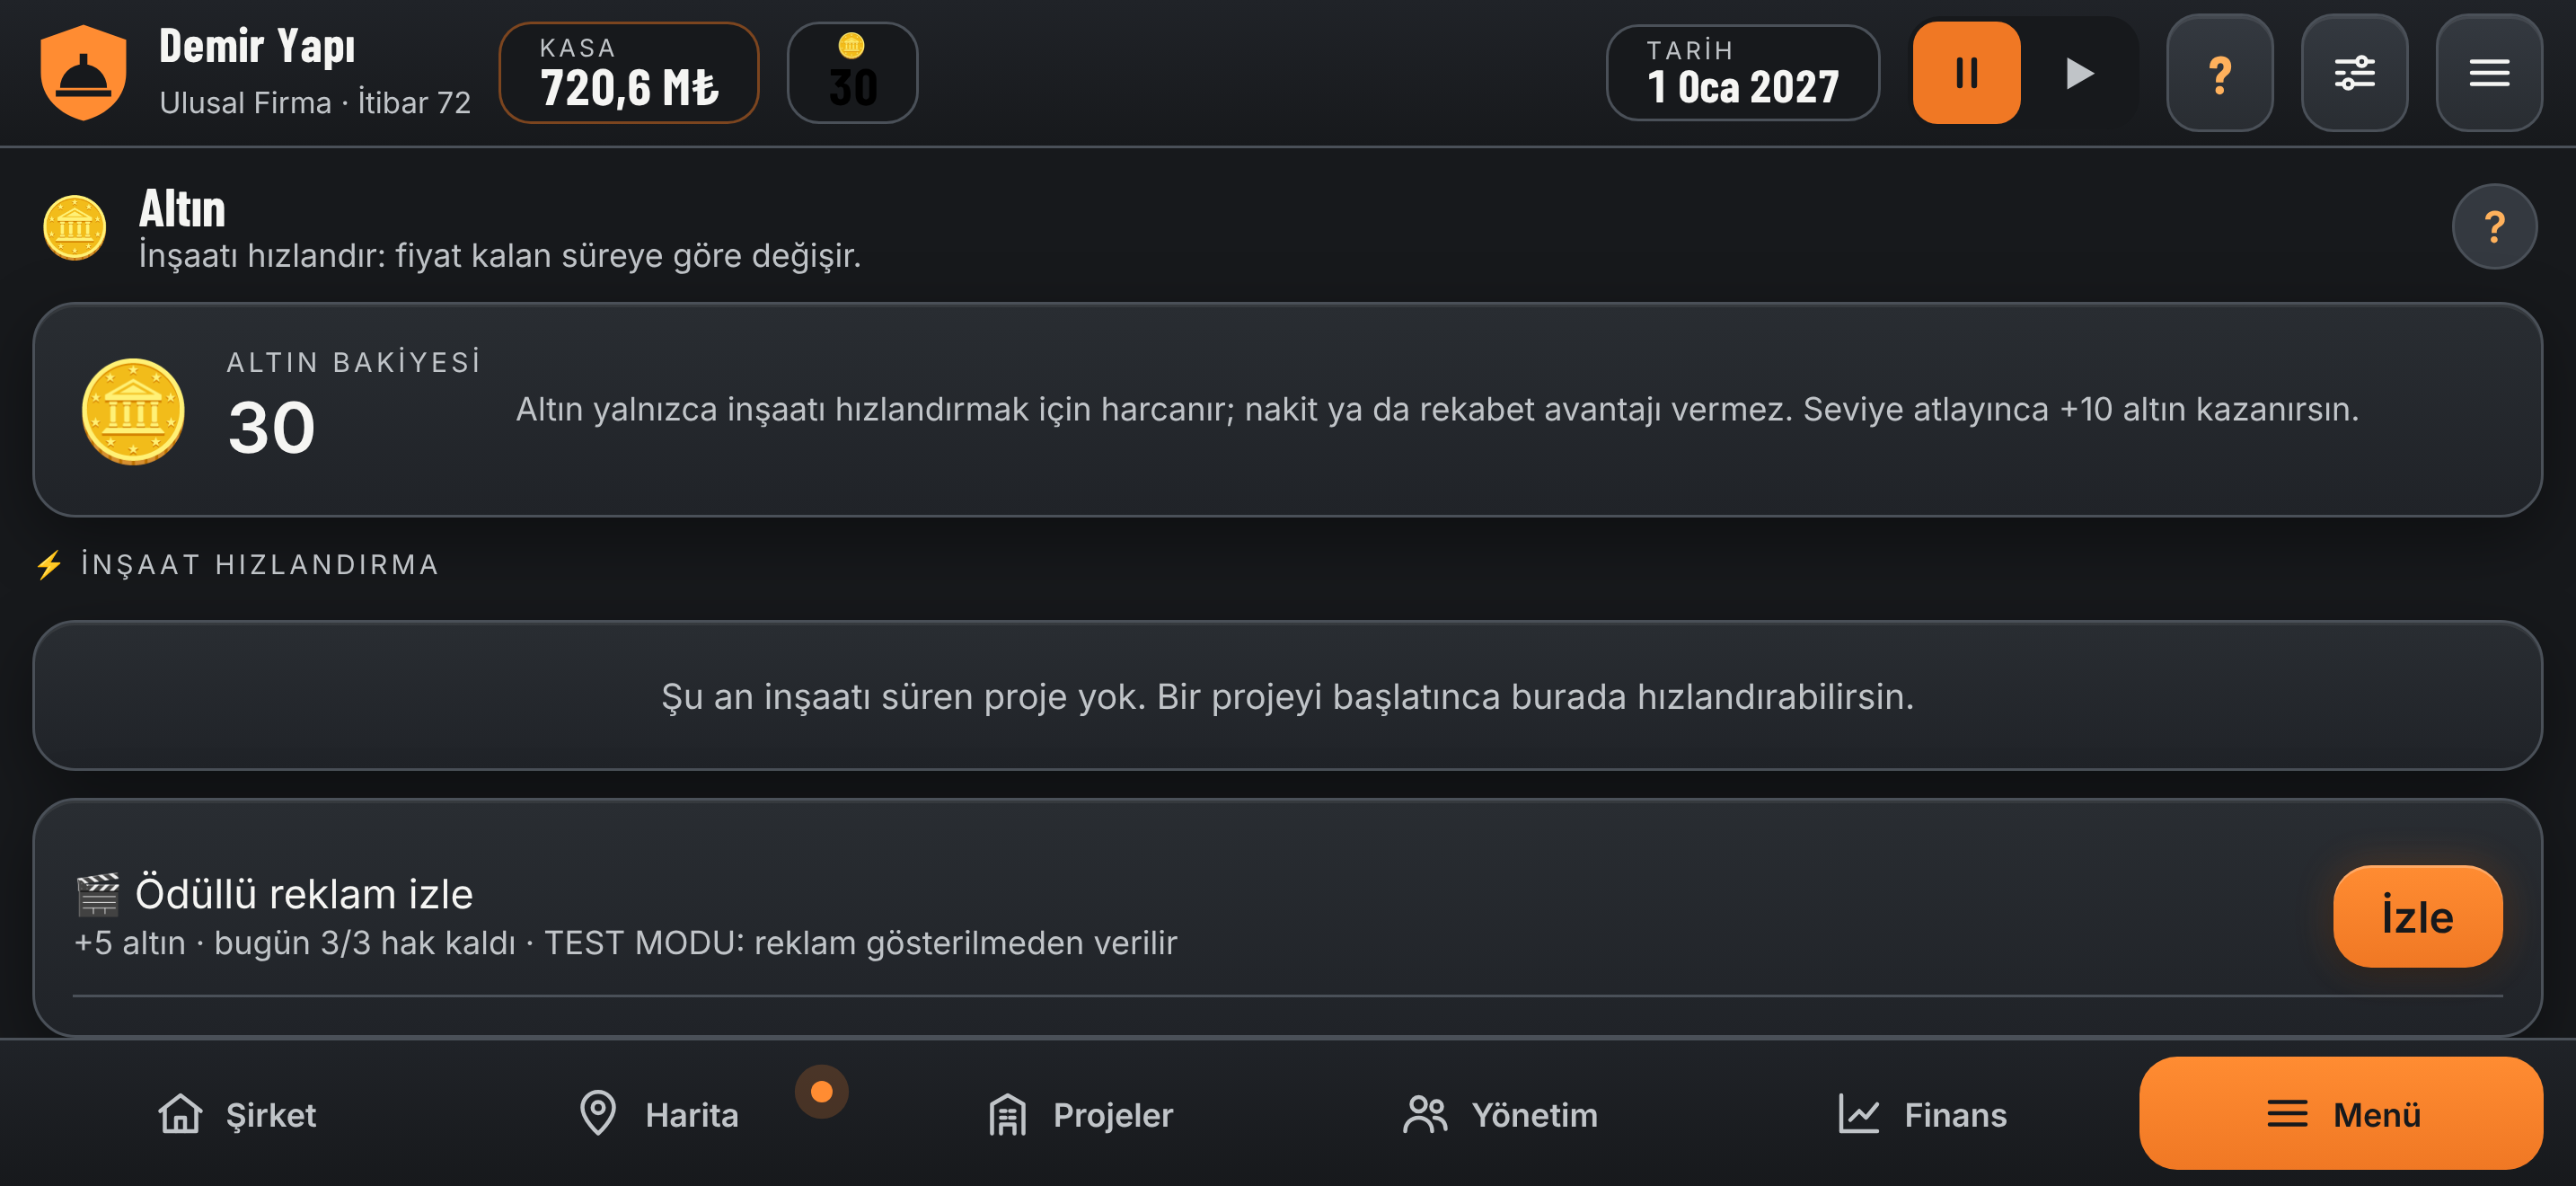 Demir Yapı
Ulusal Firma · İtibar 72
KASA
720,6 M₺
30
TARİH
1 Oca 2027
?
Altın
İnşaatı hızlandır: fiyat kalan süreye göre değişir.
?
ALTIN BAKİYESİ
30
Altın yalnızca inşaatı hızlandırmak için harcanır; nakit ya da rekabet avantajı vermez. Seviye atlayınca +10 altın kazanırsın.
İNŞAAT HIZLANDIRMA
Şu an inşaatı süren proje yok. Bir projeyi başlatınca burada hızlandırabilirsin.
Ödüllü reklam izle
+5 altın · bugün 3/3 hak kaldı · TEST MODU: reklam gösterilmeden verilir
İzle
Şirket
Harita
Projeler
Yönetim
Finans
Menü